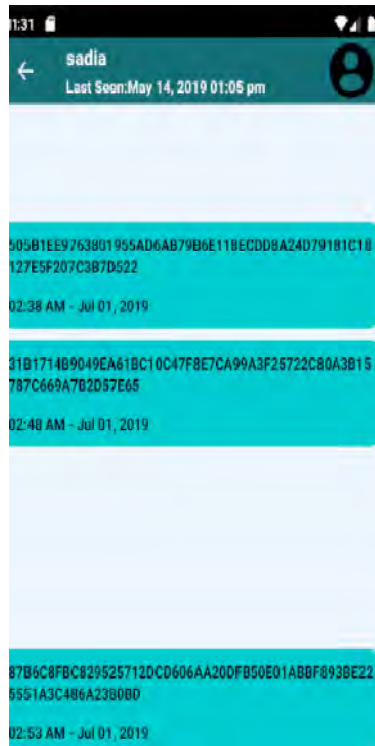 11:31
sadia
Last Seen:May 14, 2019 01:05 pm
505B1EE9763801955AD6AB79B6E118ECDD8A24D79181C18
127E5F207C3B7D522
02:38 AM - Jul 01, 2019
31B1714B9049EA61BC10C47F8E7CA99A3F25722C80A3B15
787C669A7B2D57E65
02:48 AM - Jul 01, 2019
87B6C8FBC829525712DCD606AA20DFB50E01ABBF893BE22
5551A3C486A23B0BD
02:53 AM - Jul 01, 2019